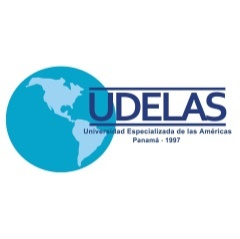 UDELAS
Universidad Especializada de las Américas
Panamá - 1997